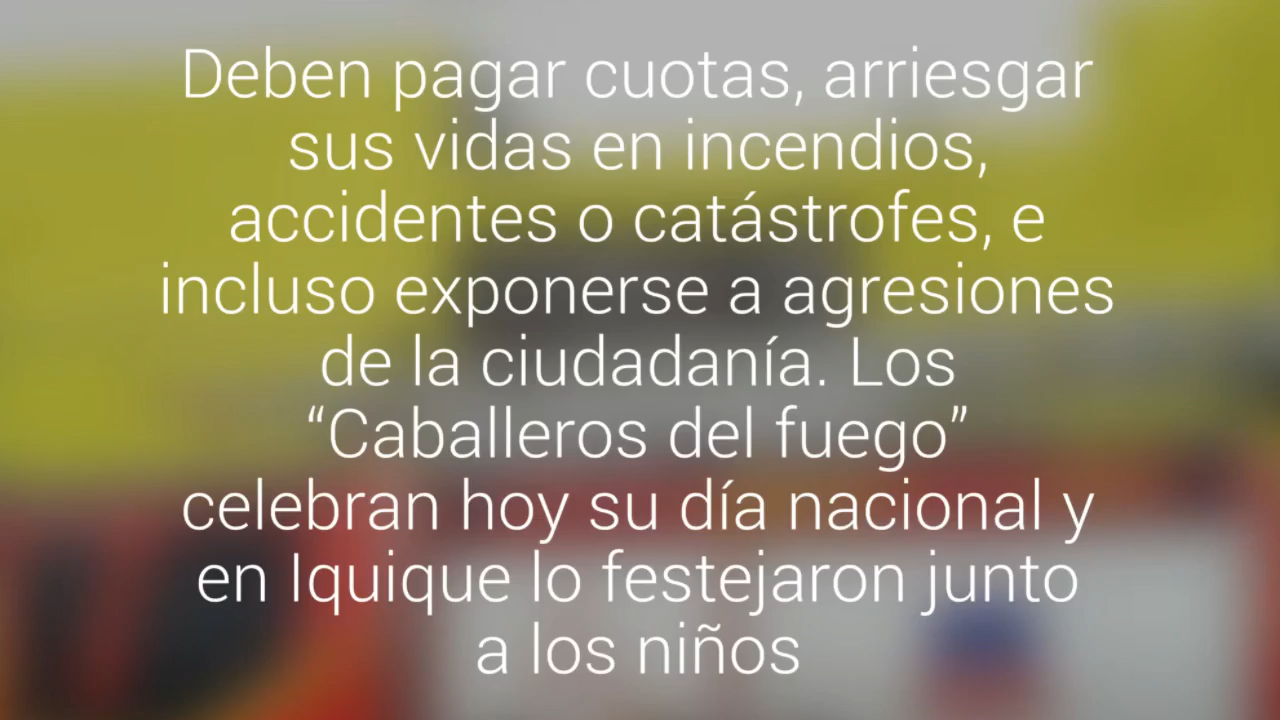 Deben pagar cuotas, arriesgar
sus vidas en incendios,
accidentes o catástrofes, e
incluso exponerse a agresiones
de la ciudadanía. Los
“Caballeros del fuego”
celebran hoy su día nacional y
en Iquique lo festejaron junto
a los niños